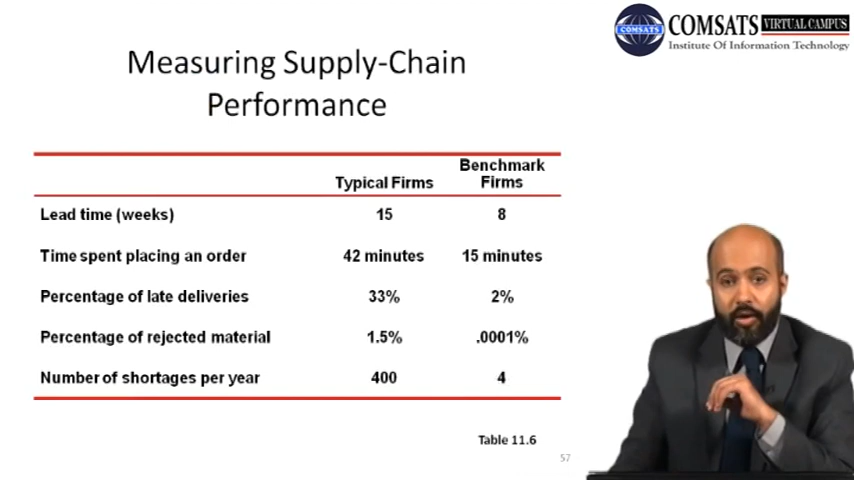 COMSATS
COMSATS VIRTUAL CAMPUS
Institute Of Information Technology
Measuring Supply-Chain
Performance
Typical Firms Benchmark Firms
Lead time (weeks) 15 8
Time spent placing an order 42 minutes 15 minutes
Percentage of late deliveries 33% 2%
Percentage of rejected material 1.5% .0001%
Number of shortages per year 400 4
Table 11.6
57